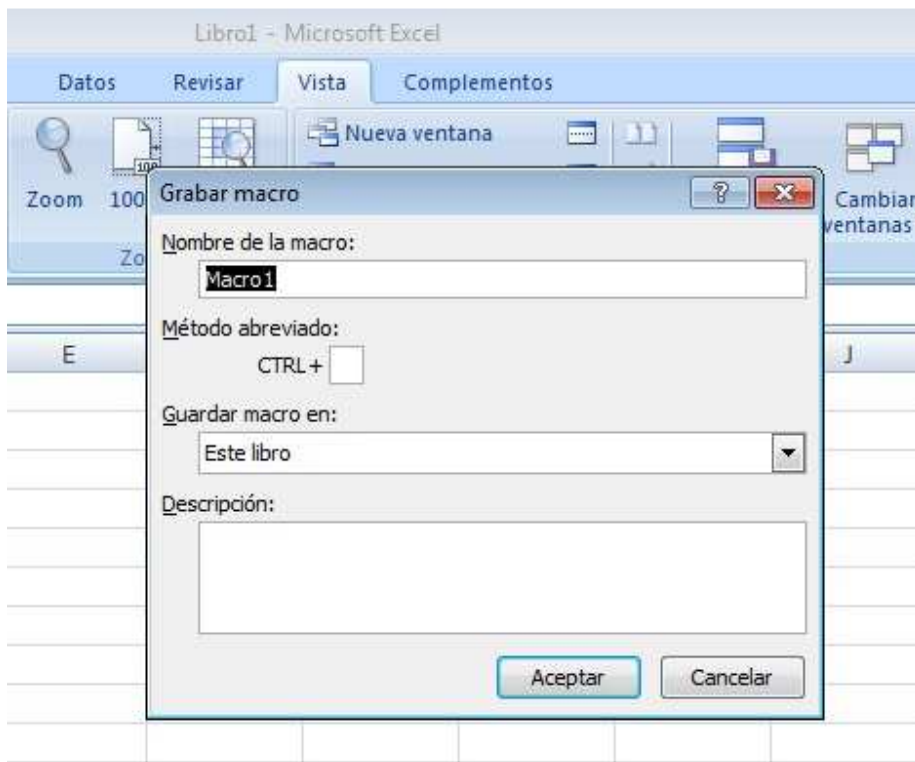 Libro1 - Microsoft Excel
Datos Revisar Vista Complementos
Nueva ventana
Zoom 100 Cambiar
ventanas
Zo
Grabar macro
Nombre de la macro:
Macro1
Método abreviado:
CTRL+
Guardar macro en:
Este libro
Descripción:
Aceptar Cancelar
E J